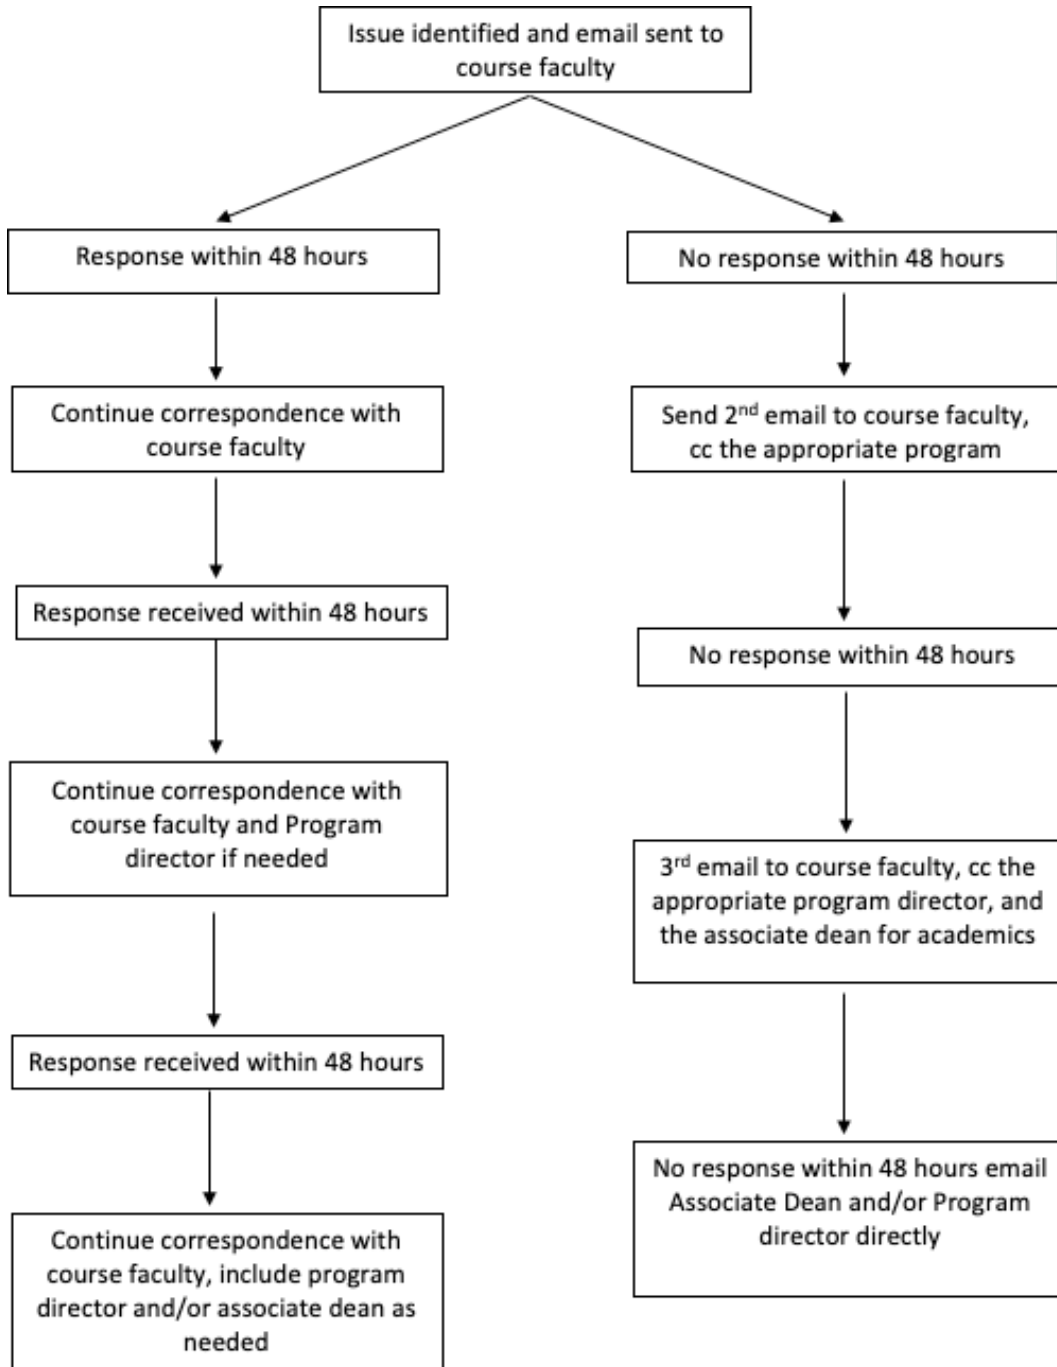 Issue identified and email sent to
course faculty
Response within 48 hours
No response within 48 hours
Continue correspondence with
course faculty
Send 2nd email to course faculty,
cc the appropriate program
Response received within 48 hours
No response within 48 hours
Continue correspondence with
course faculty and Program
director if needed
3rd email to course faculty, cc the
appropriate program director, and
the associate dean for academics
Response received within 48 hours
No response within 48 hours email
Associate Dean and/or Program
director directly
Continue correspondence with
course faculty, include program
director and/or associate dean as
needed